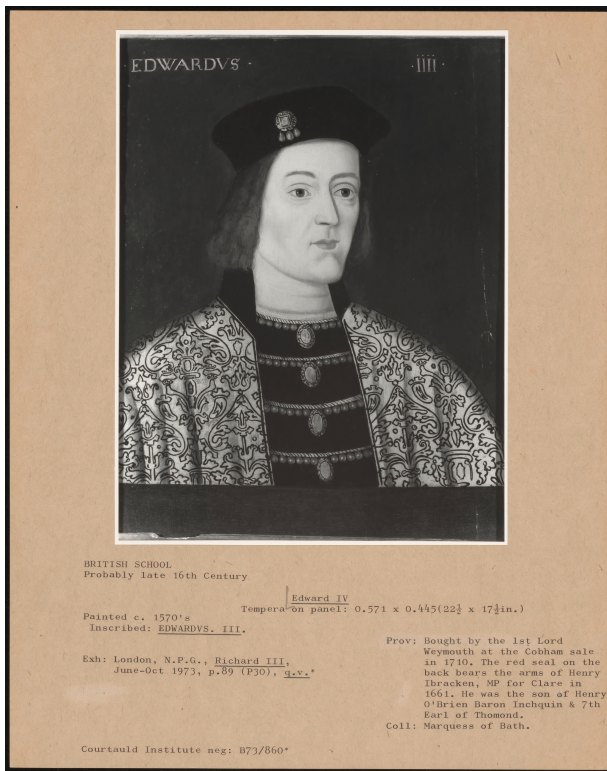 ·EDWARDVS· ·IIII·
BRITISH SCHOOL
Probably late 16th Century
Edward IV
Tempera on panel: 0.571 x 0.445(22½ x 17½in.)
Painted c. 1570's
Inscribed: EDWARDVS. III.
Exh: London, N.P.G., Richard III,
June-Oct 1973, p.89 (P30), q.v.*
Prov: Bought by the 1st Lord
Weymouth at the Cobham sale
in 1710. The red seal on the
back bears the arms of Henry
Ibracken, MP for Clare in
1661. He was the son of Henry
O'Brien Baron Inchquin & 7th
Earl of Thomond.
Coll: Marquess of Bath.
Courtauld Institute neg: B73/860*